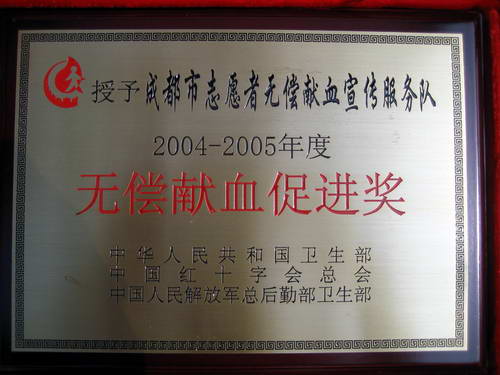 授予成都市志愿者无偿献血宣传服务队
2004-2005年度
无偿献血促进奖
中华人民共和国卫生部
中国红十字会总会
中国人民解放军总后勤部卫生部